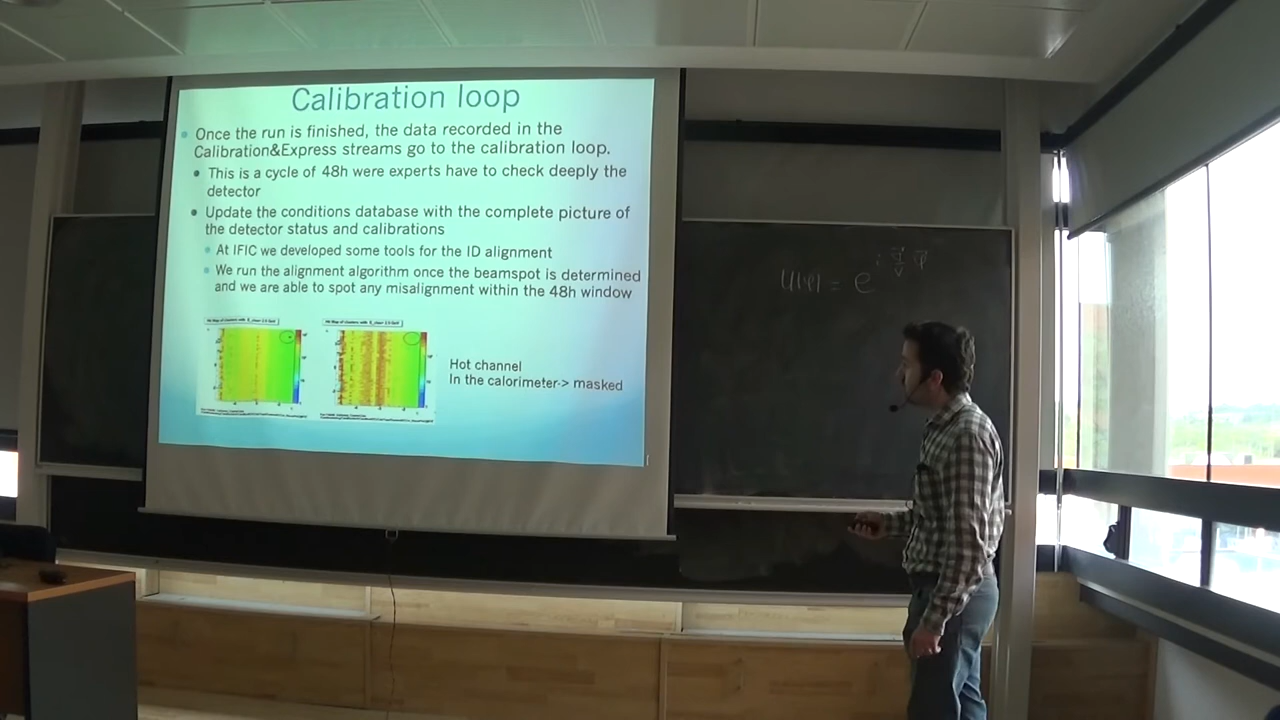 Calibration loop
Once the run is finished, the data recorded in the
Calibration&Express streams go to the calibration loop.
This is a cycle of 48h were experts have to check deeply the
detector
Update the conditions database with the complete picture of
the detector status and calibrations
At IFIC we developed some tools for the ID alignment
We run the alignment algorithm once the beamspot is determined
and we are able to spot any misalignment within the 48h window
Hot channel
In the calorimeter-> masked